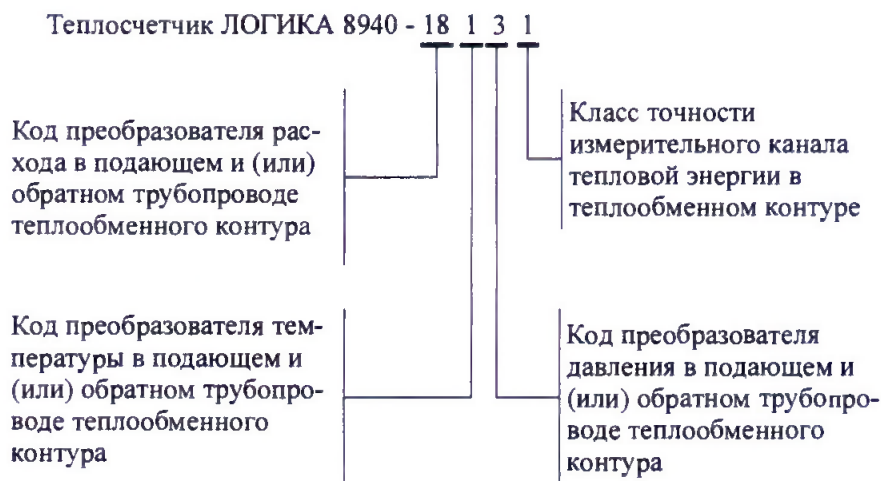 Теплосчетчик ЛОГИКА 8940 - 18 1 3 1
Код преобразователя рас-
хода в подающем и (или)
обратном трубопроводе
теплообменного контура
Класс точности
измерительного канала
тепловой энергии в
теплообменном контуре
Код преобразователя тем-
пературы в подающем и
(или) обратном трубопро-
воде теплообменного
контура
Код преобразователя
давления в подающем и
(или) обратном трубопро-
воде теплообменного
контура